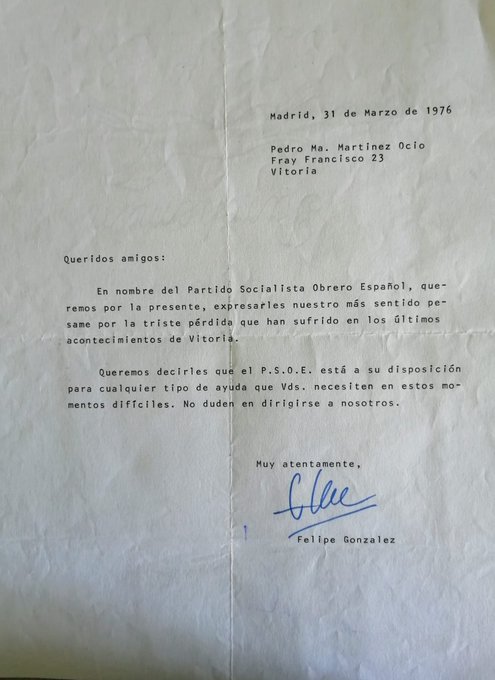 Madrid, 31 de Marzo de 1976
Pedro Ma. Martinez Ocio
Fray Francisco 23
Vitoria
Queridos amigos:
En nombre del Partido Socialista Obrero Español, que-
remos por la presente, expresarles nuestro más sentido pe-
same por la triste pérdida que han sufrido en los últimos
acontecimientos de Vitoria.
Queremos decirles que el P.S.O.E. está a su disposición
para cualquier tipo de ayuda que Vds. necesiten en estos mo-
mentos difíciles. No duden en dirigirse a nosotros.
Muy atentamente,
Felipe Gonzalez